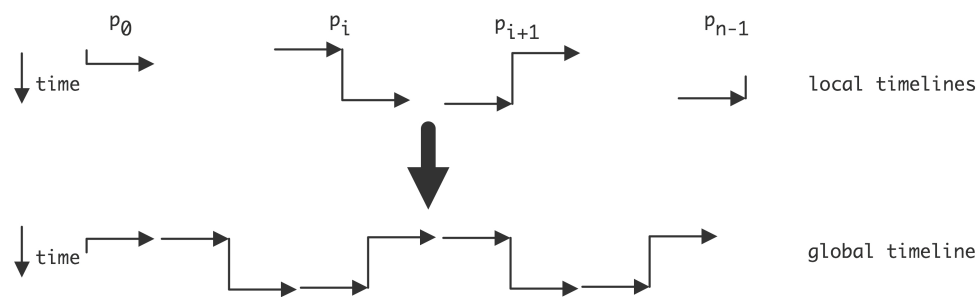 p0 pi pi+1 pn-1
time local timelines
time global timeline